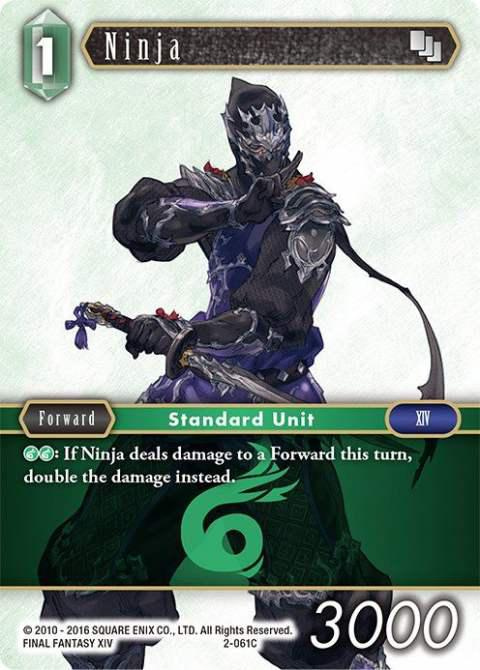 1
Ninja
Forward
Standard Unit
XIV
: If Ninja deals damage to a Forward this turn,
double the damage instead.
© 2010 - 2016 SQUARE ENIX CO., LTD. All Rights Reserved.
FINAL FANTASY XIV
2-061C
3000